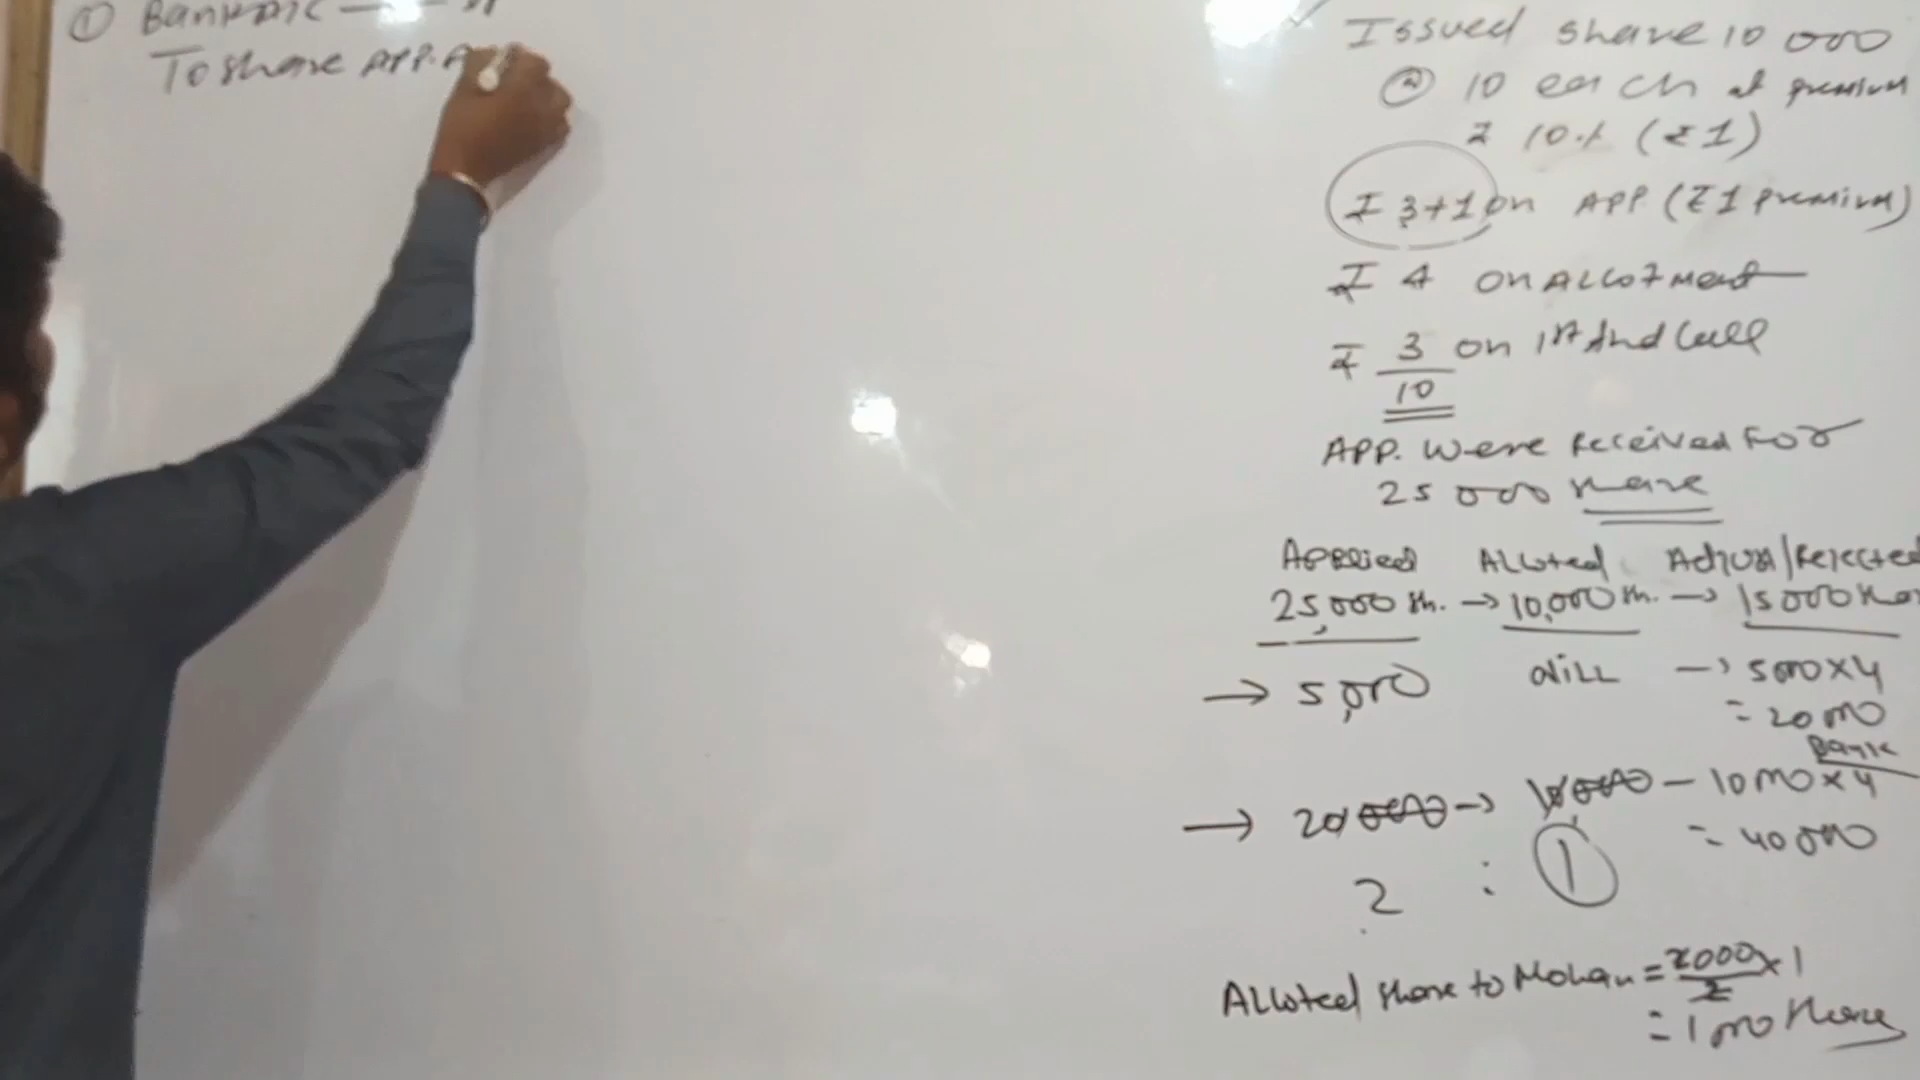 ① Bank A/c —
To share APP. A
Issued share 10 000
@ 10 each at premium
₹ 10% (₹1)
₹ 3+1 on APP (₹1 premium)
₹ 4 on ALLotment
₹ 3 on 1st And Call
10
APP. were received For
25 000 share
Applied Alloted Adjust/Rejected
25,000 sh. → 10,000 sh. → 15000
→ 5,000 Nill → 5000×4
= 20000
Bank
→ 20000 → 10,000 - 10000×4
= 40000
2 : 1
Alloted share to Mohan = 2000/2 × 1
= 1000 share